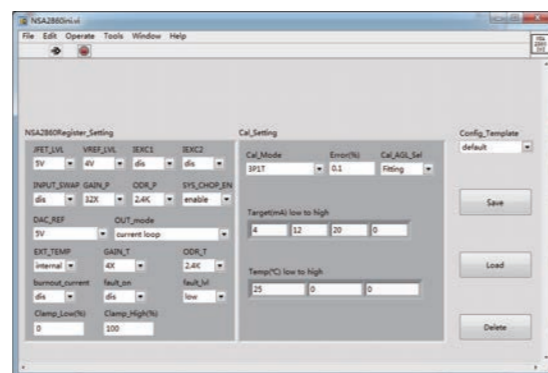 NSA2860ini.vi
File Edit Operate Tools Window Help
NSA2860Register_Setting
JFET_LVL VREF_LVL IEXC1 IEXC2
5V 4V dis dis
INPUT_SWAP GAIN_P ODR_P SYS_CHOP_EN
dis 32X 2.4K enable
DAC_REF OUT_mode
5V current loop
EXT_TEMP GAIN_T ODR_T
internal 4X 2.4K
burnout_current fault_on fault_lvl
dis dis low
Clamp_Low(%) Clamp_High(%)
0 100
Cal_Setting
Cal_Mode Error(%) Cal_AGL_Sel
3P1T 0.1 Fitting
Target(mA) low to high
4 12 20 0
Temp(℃) low to high
25 0 0
Config_Template
default
Save
Load
Delete